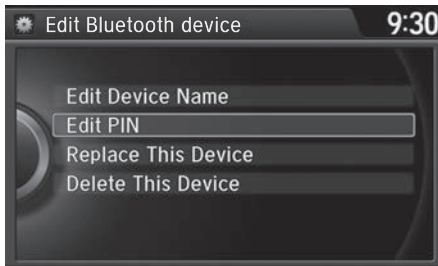 Edit Bluetooth device
9:30
Edit Device Name
Edit PIN
Replace This Device
Delete This Device